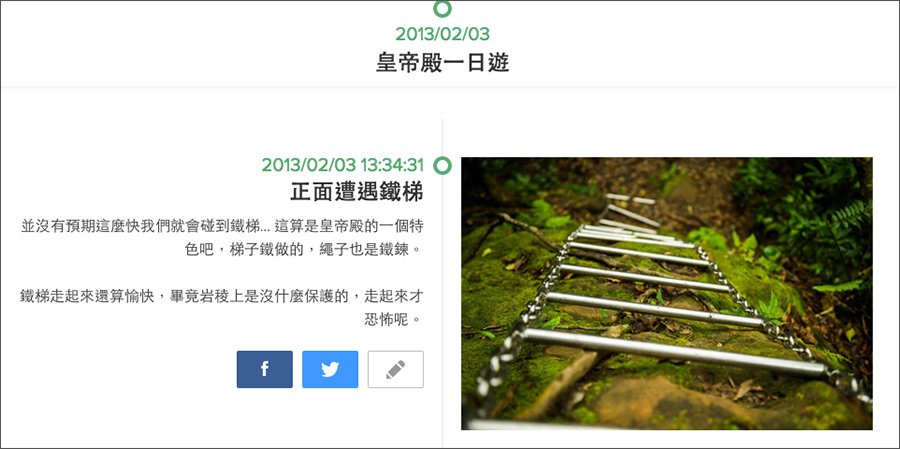 2013/02/03
皇帝殿一日遊
2013/02/03 13:34:31
正面遭遇鐵梯
並沒有預期這麼快我們就會碰到鐵梯... 這算是皇帝殿的一個特
色吧，梯子鐵做的，繩子也是鐵鍊。
鐵梯走起來還算愉快，畢竟岩稜上是沒什麼保護的，走起來才
恐怖呢。
f